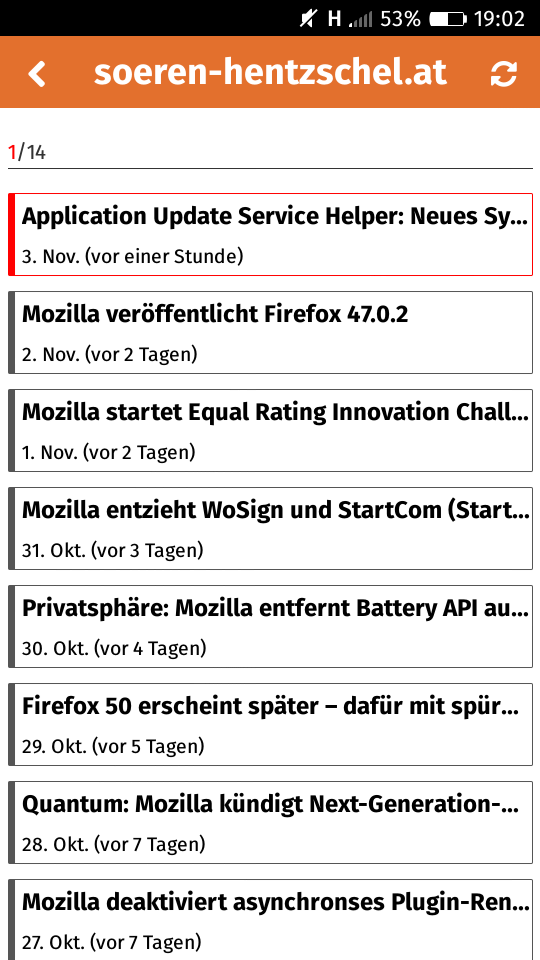 H 53% 19:02
soeren-hentzschel.at
1/14
Application Update Service Helper: Neues Sy...
3. Nov. (vor einer Stunde)
Mozilla veröffentlicht Firefox 47.0.2
2. Nov. (vor 2 Tagen)
Mozilla startet Equal Rating Innovation Chall...
1. Nov. (vor 2 Tagen)
Mozilla entzieht WoSign und StartCom (Start...
31. Okt. (vor 3 Tagen)
Privatsphäre: Mozilla entfernt Battery API au...
30. Okt. (vor 4 Tagen)
Firefox 50 erscheint später – dafür mit spür...
29. Okt. (vor 5 Tagen)
Quantum: Mozilla kündigt Next-Generation-...
28. Okt. (vor 7 Tagen)
Mozilla deaktiviert asynchronses Plugin-Ren...
27. Okt. (vor 7 Tagen)